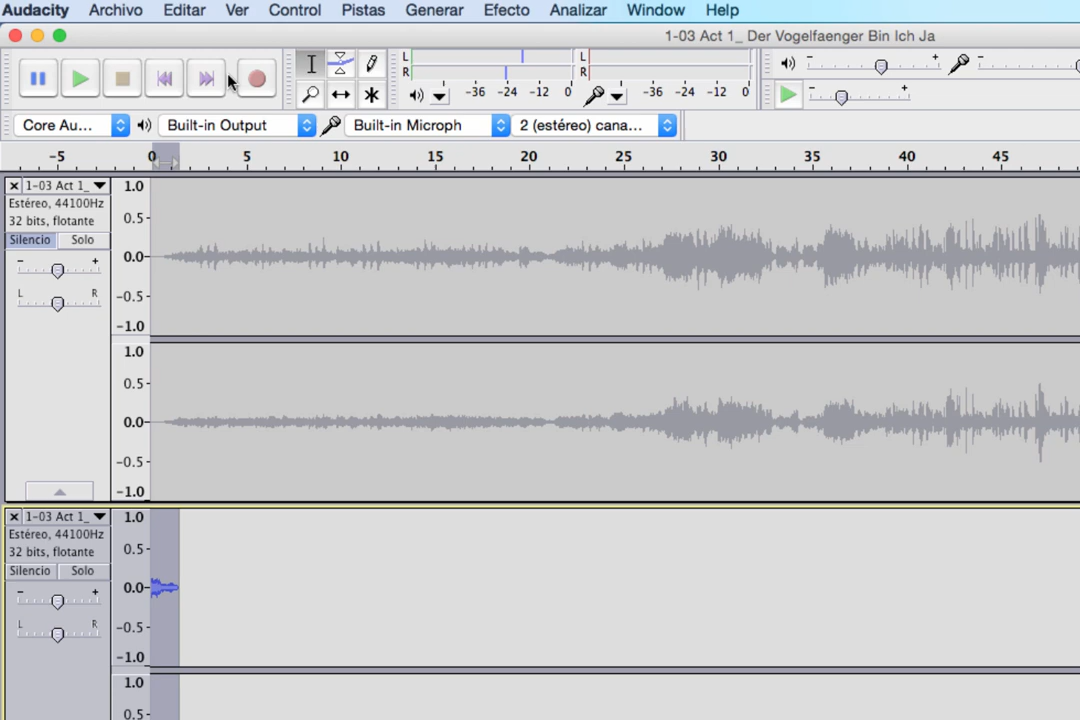 Audacity Archivo Editar Ver Control Pistas Generar Efecto Analizar Window Help
1-03 Act 1_ Der Vogelfaenger Bin Ich Ja
L
R
-36 -24 -12 0
L
R
-36 -24 -12 0
- +
-
- +
Core Au... Built-in Output Built-in Microph 2 (estéreo) cana...
-5 0 5 10 15 20 25 30 35 40 45
1-03 Act 1_
Estéreo, 44100Hz
32 bits, flotante
Silencio Solo
- +
L R
1.0
0.5-
0.0-
-0.5-
-1.0
1.0
0.5-
0.0-
-0.5-
-1.0
1-03 Act 1_
Estéreo, 44100Hz
32 bits, flotante
Silencio Solo
- +
L R
1.0
0.5-
0.0-
-0.5-
-1.0
1.0
0.5-